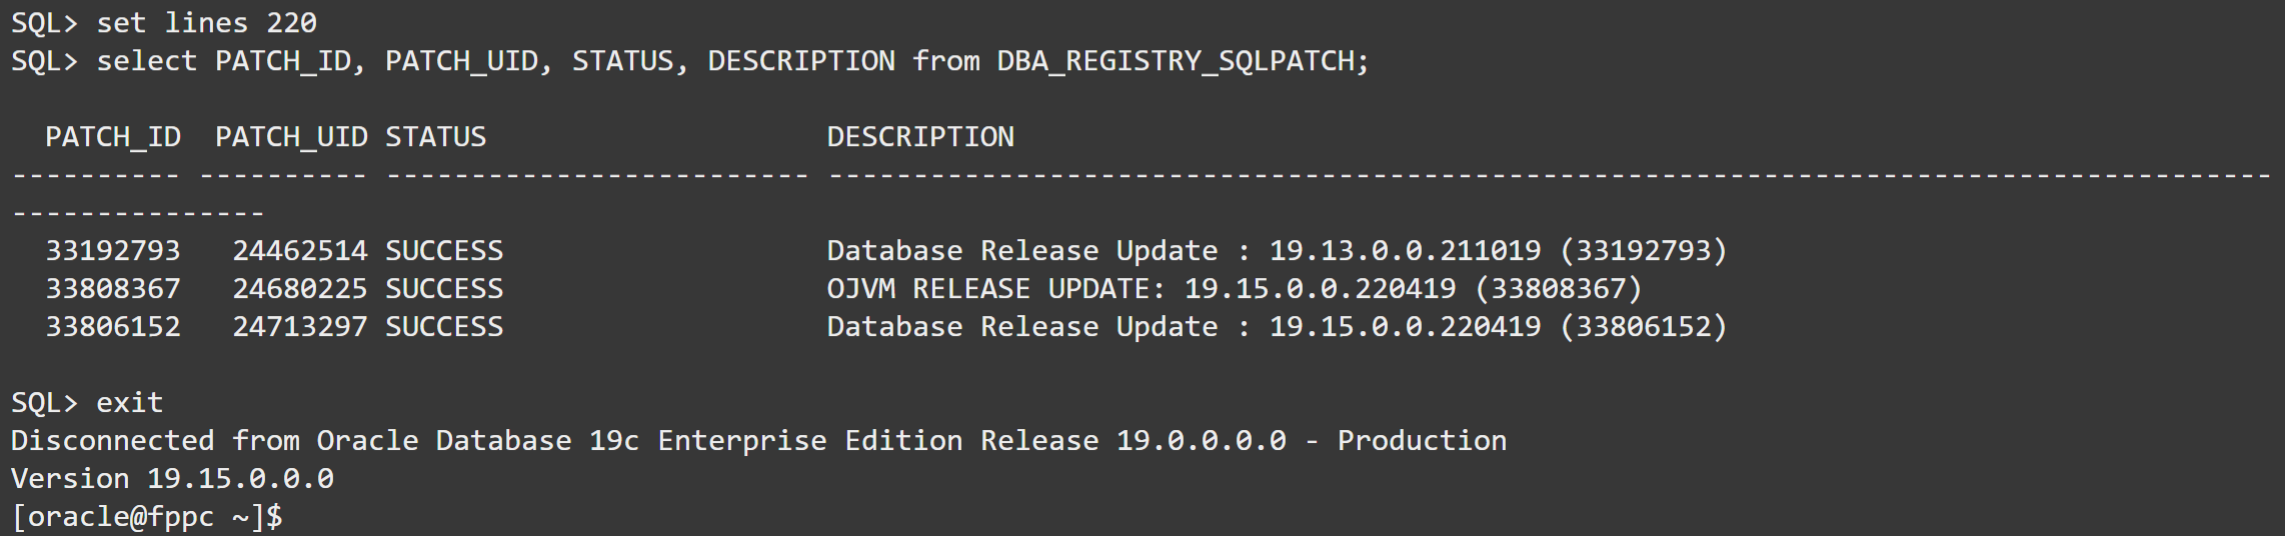 SQL> set lines 220
SQL> select PATCH_ID, PATCH_UID, STATUS, DESCRIPTION from DBA_REGISTRY_SQLPATCH;

  PATCH_ID  PATCH_UID STATUS                    DESCRIPTION
---------- ---------- ------------------------- -------------------------------------------------------------------------------------
---------------
  33192793   24462514 SUCCESS                   Database Release Update : 19.13.0.0.211019 (33192793)
  33808367   24680225 SUCCESS                   OJVM RELEASE UPDATE: 19.15.0.0.220419 (33808367)
  33806152   24713297 SUCCESS                   Database Release Update : 19.15.0.0.220419 (33806152)

SQL> exit
Disconnected from Oracle Database 19c Enterprise Edition Release 19.0.0.0.0 - Production
Version 19.15.0.0.0
[oracle@fppc ~]$